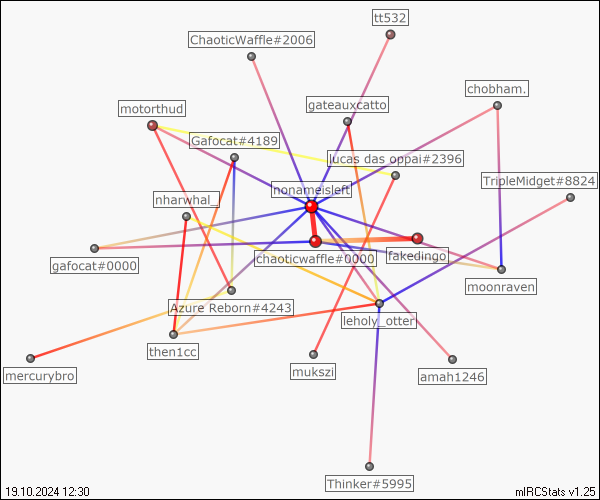 tt532
ChaoticWaffle#2006
chobham.
gateauxcatto
motorthud
Gafocat#4189
lucas das oppai#2396
TripleMidget#8824
nonameisleft
nharwhal_
chaoticwaffle#0000
fakedingo
gafocat#0000
moonraven
Azure Reborn#4243
leholy_otter
then1cc
mukszi
amah1246
mercurybro
Thinker#5995
19.10.2024 12:30
mIRCStats v1.25